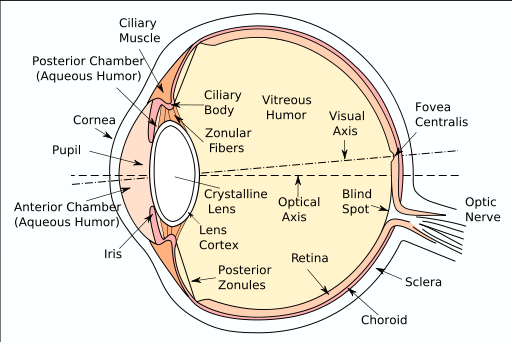 Ciliary
Muscle
Posterior Chamber
(Aqueous Humor)
Cornea
Pupil
Anterior Chamber
(Aqueous Humor)
Iris
Ciliary
Body
Zonular
Fibers
Vitreous
Humor
Visual
Axis
Fovea
Centralis
Crystalline
Lens
Optical
Axis
Blind
Spot
Optic
Nerve
Lens
Cortex
Posterior
Zonules
Retina
Sclera
Choroid